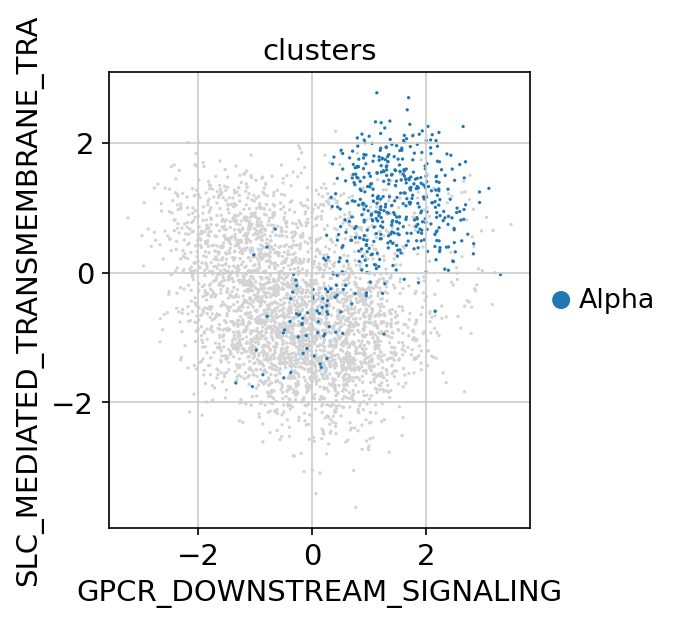 clusters
SLC_MEDIATED_TRANSMEMBRANE_TRA
2
0
−2
−2
0
2
GPCR_DOWNSTREAM_SIGNALING
Alpha